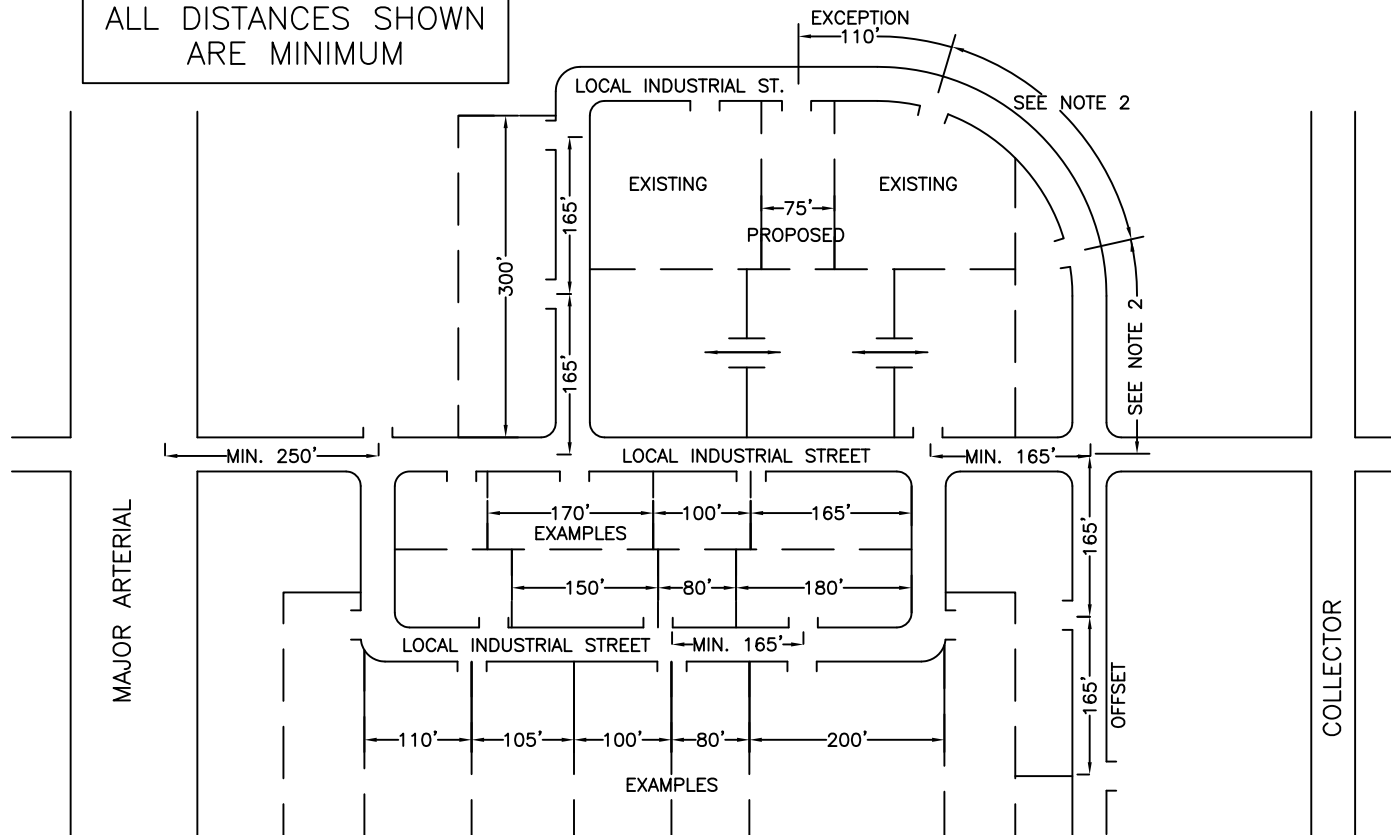 ALL DISTANCES SHOWN
ARE MINIMUM
EXCEPTION
110'
LOCAL INDUSTRIAL ST.
SEE NOTE 2
EXISTING
EXISTING
75'
PROPOSED
165'
300'
165'
SEE NOTE 2
MIN. 250'
LOCAL INDUSTRIAL STREET
MIN. 165'
170'
100'
165'
EXAMPLES
165'
150'
80'
180'
MAJOR ARTERIAL
LOCAL INDUSTRIAL STREET
MIN. 165'
165'
OFFSET
COLLECTOR
110'
105'
100'
80'
200'
EXAMPLES